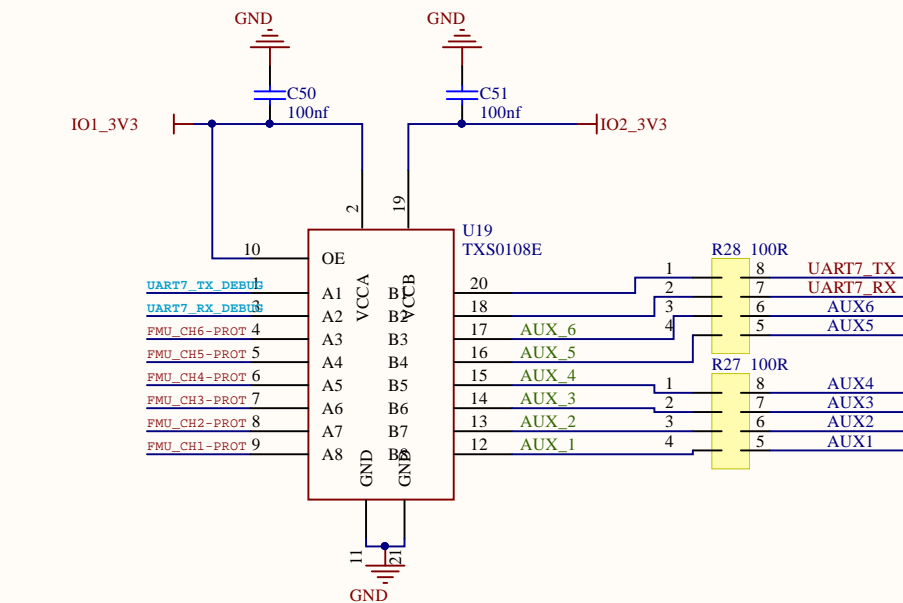 GND GND
C50 C51
100nf 100nf
IO1_3V3 IO2_3V3
2 19
U19
TXS0108E
10 OE
VCCA VCCB
R28 100R
UART7_TX_DEBUG 1 A1 B1 20 1 8 UART7_TX
UART7_RX_DEBUG 3 A2 B2 18 2 7 UART7_RX
FMU_CH6-PROT 4 A3 B3 17 AUX_6 3 6 AUX6
FMU_CH5-PROT 5 A4 B4 16 AUX_5 4 5 AUX5
R27 100R
FMU_CH4-PROT 6 A5 B5 15 AUX_4 1 8 AUX4
FMU_CH3-PROT 7 A6 B6 14 AUX_3 2 7 AUX3
FMU_CH2-PROT 8 A7 B7 13 AUX_2 3 6 AUX2
FMU_CH1-PROT 9 A8 B8 12 AUX_1 4 5 AUX1
GND GND
11 21
GND